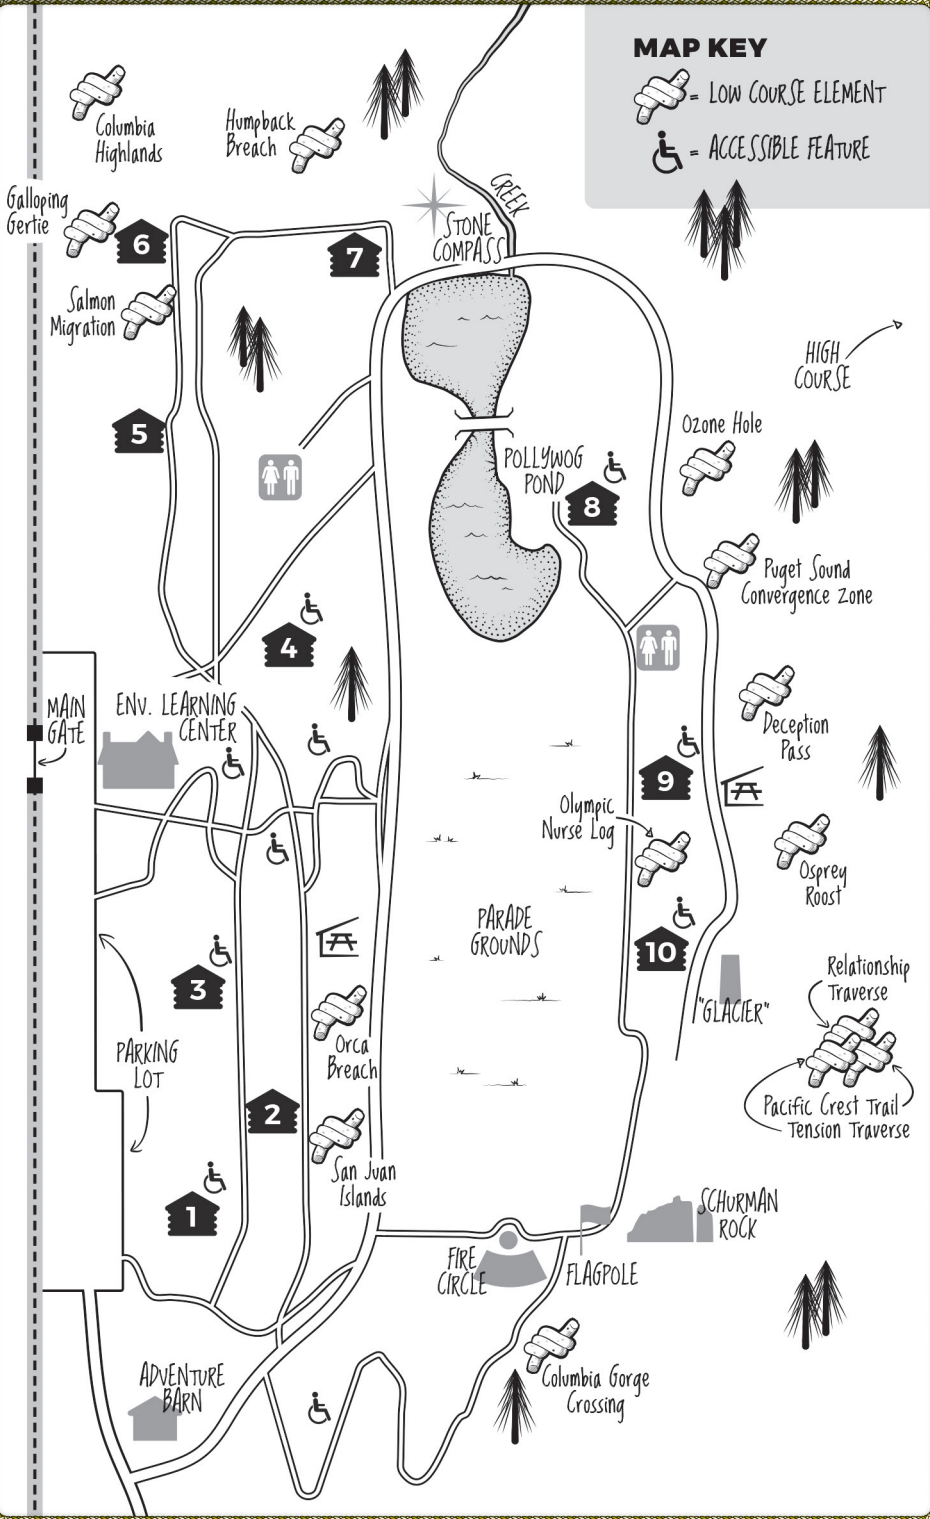 MAP KEY
= LOW COURSE ELEMENT
= ACCESSIBLE FEATURE
Columbia
Highlands
Humpback
Breach
Galloping
Gertie
6
7
CREEK
STONE
COMPASS
Salmon
Migration
HIGH
COURSE
5
Ozone Hole
POLLYWOG
POND
8
Puget Sound
Convergence Zone
4
MAIN
GATE
ENV. LEARNING
CENTER
Deception
Pass
9
Olympic
Nurse Log
Osprey
Roost
PARADE
GROUNDS
10
3
Relationship
Traverse
"GLACIER"
Orca
Breach
PARKING
LOT
2
Pacific Crest Trail
Tension Traverse
San Juan
Islands
1
SCHURMAN
ROCK
FIRE
CIRCLE
FLAGPOLE
ADVENTURE
BARN
Columbia Gorge
Crossing